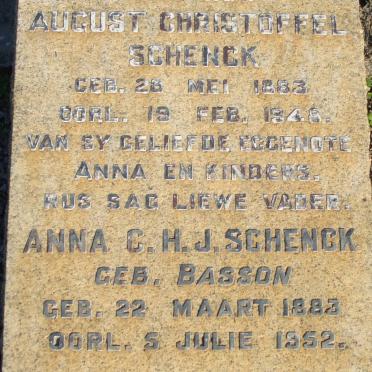 AUGUST CHRISTOFFEL
SCHENCK
GEB. 28 MEI 1883
OORL. 19 FEB. 1946.
VAN SY GELIEFDE EGGENOTE
ANNA EN KINDERS.
RUS SAG LIEWE VADER.
ANNA C.H.J. SCHENCK
GEB. BASSON
GEB. 22 MAART 1883
OORL. 5 JULIE 1952.